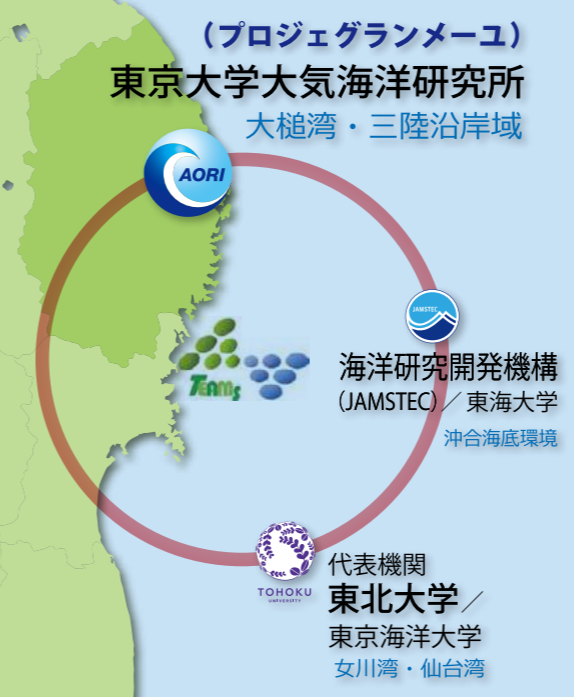 （プロジェグランメーユ）
東京大学大気海洋研究所
大槌湾・三陸沿岸域
AORI
JAMSTEC
海洋研究開発機構
（JAMSTEC）／東海大学
沖合海底環境
TEAMS
TOHOKU
UNIVERSITY
代表機関
東北大学／
東京海洋大学
女川湾・仙台湾